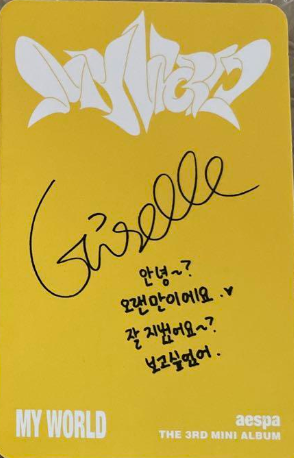 MY WORLD
Giselle
안녕~?
오랜만이에요.♥
잘 지냈어요~?
보고싶었어.
MY WORLD
aespa
THE 3RD MINI ALBUM